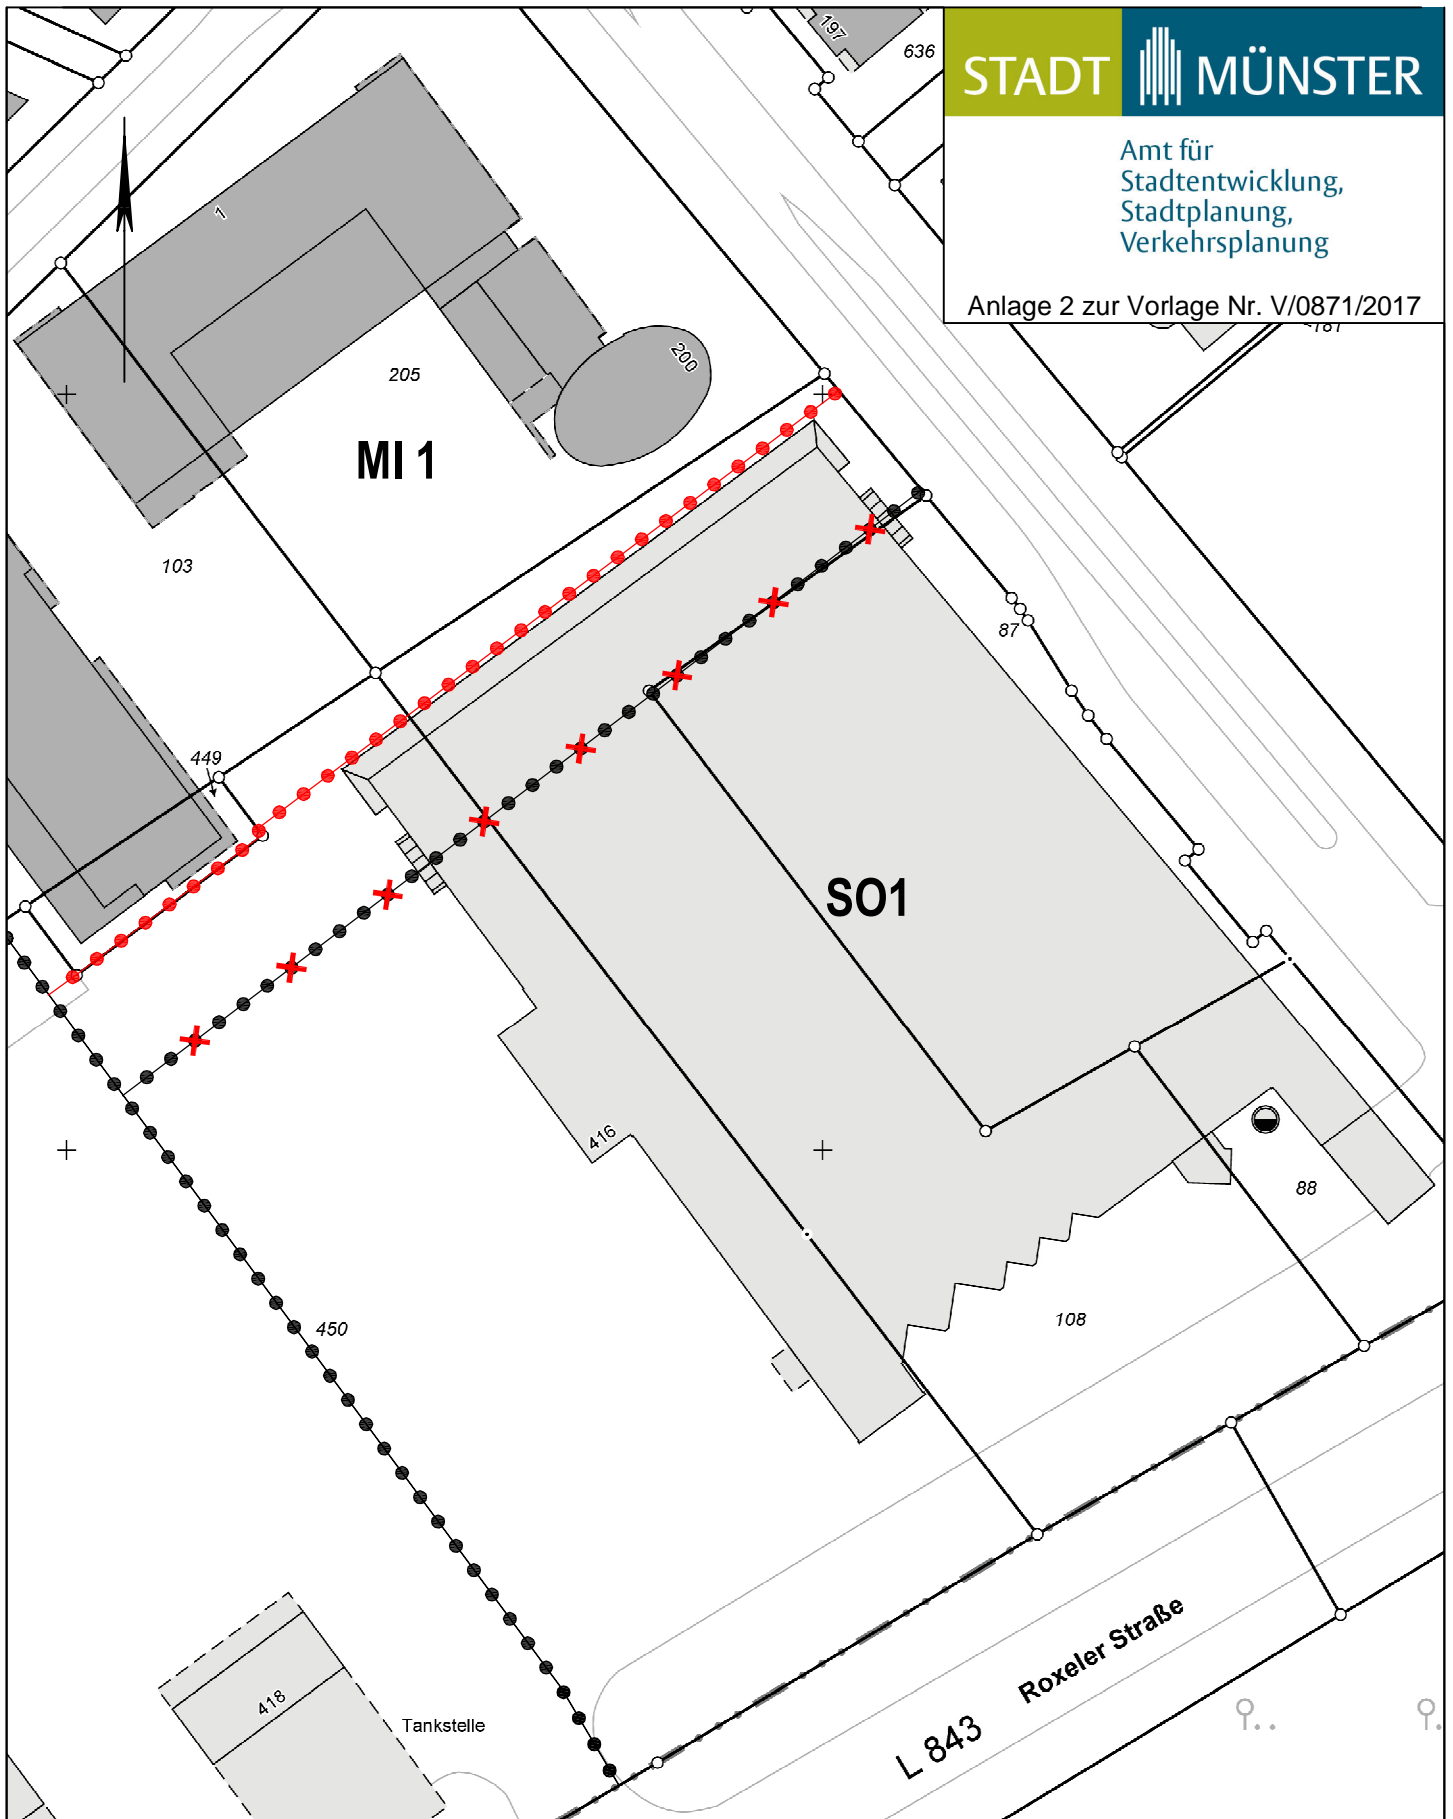 STADT MÜNSTER
Amt für
Stadtentwicklung,
Stadtplanung,
Verkehrsplanung
Anlage 2 zur Vorlage Nr. V/0871/2017
197
636
1
205
200
MI 1
103
87
449
SO1
416
88
108
450
418
Tankstelle
L 843
Roxeler Straße